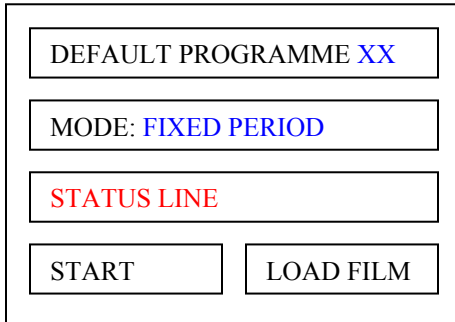 DEFAULT PROGRAMME XX
MODE: FIXED PERIOD
STATUS LINE
START LOAD FILM